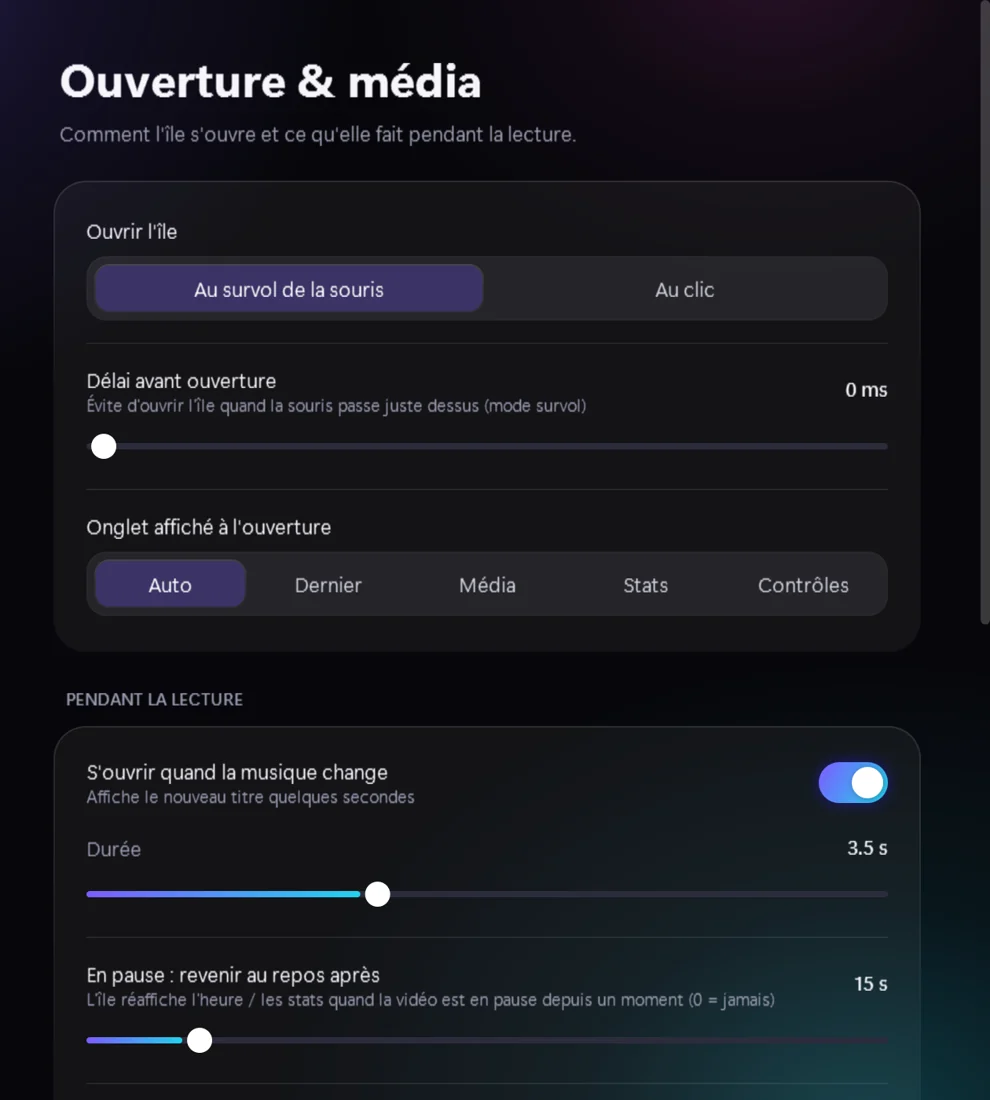 Ouverture & média
Comment l'île s'ouvre et ce qu'elle fait pendant la lecture.
Ouvrir l'île
Au survol de la souris
Au clic
Délai avant ouverture
0 ms
Évite d'ouvrir l'île quand la souris passe juste dessus (mode survol)
Onglet affiché à l'ouverture
Auto
Dernier
Média
Stats
Contrôles
PENDANT LA LECTURE
S'ouvrir quand la musique change
Affiche le nouveau titre quelques secondes
Durée
3.5 s
En pause : revenir au repos après
15 s
L'île réaffiche l'heure / les stats quand la vidéo est en pause depuis un moment (0 = jamais)